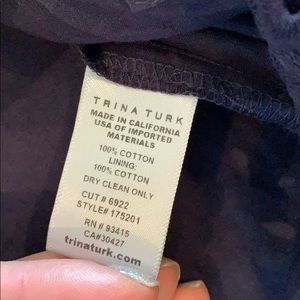 TRINA TURK
MADE IN CALIFORNIA
USA OF IMPORTED
MATERIALS
100% COTTON
LINING:
100% COTTON
DRY CLEAN ONLY
CUT # 6922
STYLE# 175201
RN # 93415
CA#30427
trinaturk.com